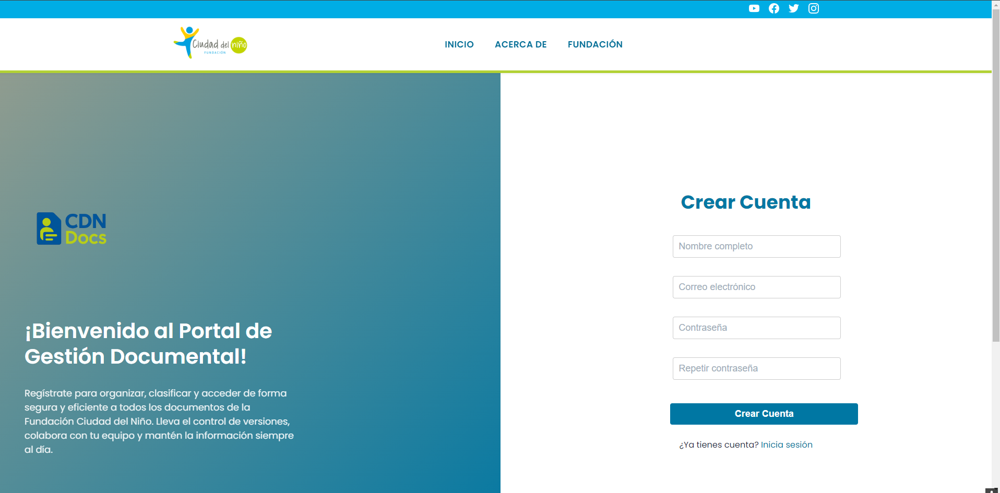 Ciudad del niño
FUNDACIÓN
INICIO ACERCA DE FUNDACIÓN
CDN
Docs
¡Bienvenido al Portal de
Gestión Documental!
Regístrate para organizar, clasificar y acceder de forma
segura y eficiente a todos los documentos de la
Fundación Ciudad del Niño. Lleva el control de versiones,
colabora con tu equipo y mantén la información siempre
al día.
Crear Cuenta
Nombre completo
Correo electrónico
Contraseña
Repetir contraseña
Crear Cuenta
¿Ya tienes cuenta? Inicia sesión